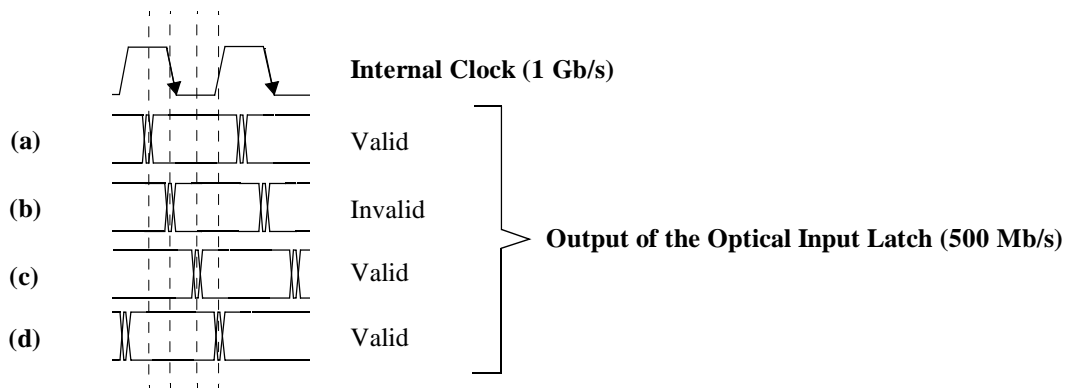 Internal Clock (1 Gb/s)
(a) Valid
(b) Invalid
Output of the Optical Input Latch (500 Mb/s)
(c) Valid
(d) Valid